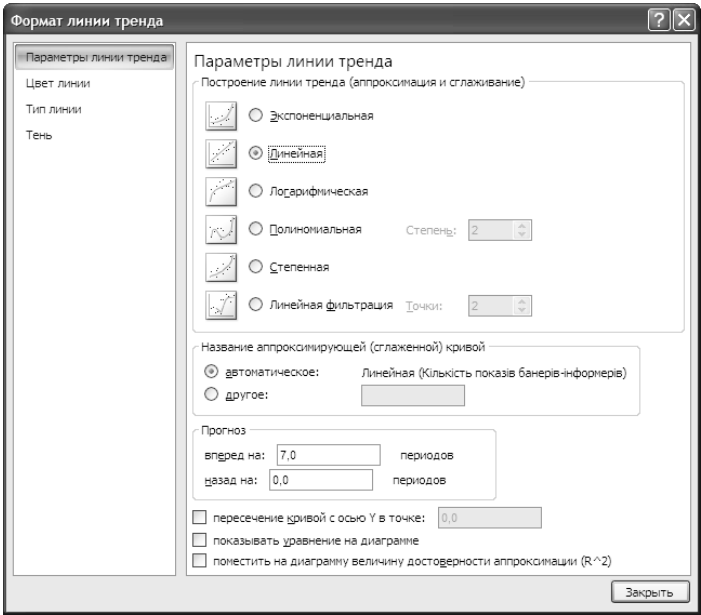 Формат линии тренда
Параметры линии тренда
Цвет линии
Тип линии
Тень
Параметры линии тренда
Построение линии тренда (аппроксимация и сглаживание)
Экспоненциальная
Линейная
Логарифмическая
Полиномиальная Степень: 2
Степенная
Линейная фильтрация Точки: 2
Название аппроксимирующей (сглаженной) кривой
автоматическое: Линейная (Кількість показів банерів-інформерів)
другое:
Прогноз
вперед на: 7,0 периодов
назад на: 0,0 периодов
пересечение кривой с осью Y в точке: 0,0
показывать уравнение на диаграмме
поместить на диаграмму величину достоверности аппроксимации (R^2)
Закрыть